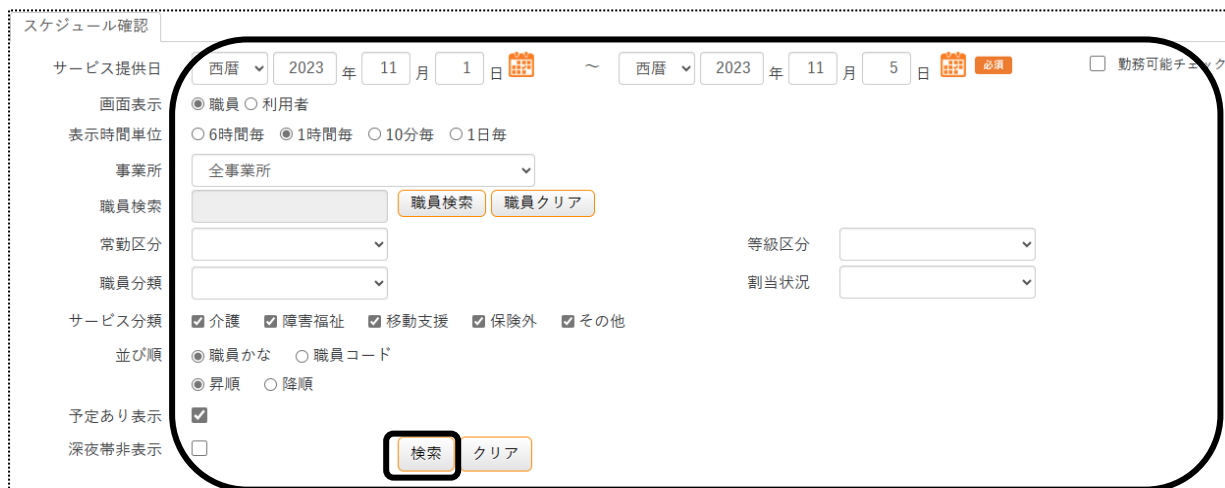 スケジュール確認
サービス提供日 西暦 2023 年 11 月 1 日 ～ 西暦 2023 年 11 月 5 日 必須 勤務可能チェック
画面表示 職員 利用者
表示時間単位 6時間毎 1時間毎 10分毎 1日毎
事業所 全事業所
職員検索 職員検索 職員クリア
常勤区分 等級区分
職員分類 割当状況
サービス分類 介護 障害福祉 移動支援 保険外 その他
並び順 職員かな 職員コード
昇順 降順
予定あり表示
深夜帯非表示 検索 クリア